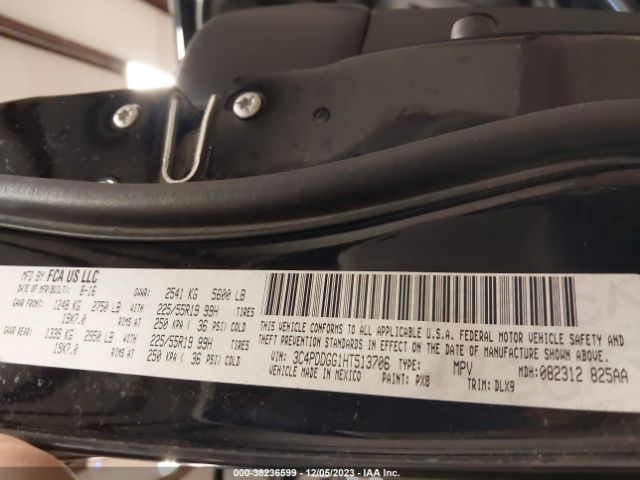 MFD BY FCA US LLC
DATE OF MFR(BUILT): 8-16 GVWR: 2541 KG 5600 LB
GAWR FRONT: 1248 KG 2750 LB WITH 225/55R19 99H TIRES
19X7.0 RIMS AT 250 KPA ( 36 PSI) COLD
GAWR REAR: 1339 KG 2950 LB WITH 225/55R19 99H TIRES
19X7.0 RIMS AT 250 KPA ( 36 PSI) COLD
THIS VEHICLE CONFORMS TO ALL APPLICABLE U.S.A. FEDERAL MOTOR VEHICLE SAFETY AND
THEFT PREVENTION STANDARDS IN EFFECT ON THE DATE OF MANUFACTURE SHOWN ABOVE.
VIN: 3C4PDDGG1HT513706 TYPE: MPV MDH: 082312 825AA
VEHICLE MADE IN MEXICO PAINT: PX8 TRIM: DLX9
000-38236599 - 12/05/2023 - IAA Inc.